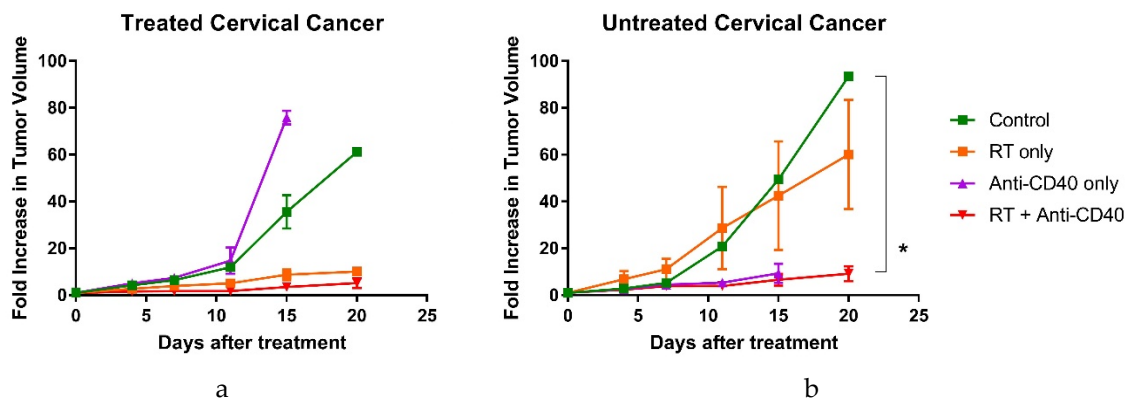 Treated Cervical Cancer
Fold Increase in Tumor Volume
100
80
60
40
20
0
0 5 10 15 20 25
Days after treatment
a
Untreated Cervical Cancer
Fold Increase in Tumor Volume
100
80
60
40
20
0
0 5 10 15 20 25
Days after treatment
*
b
Control
RT only
Anti-CD40 only
RT + Anti-CD40